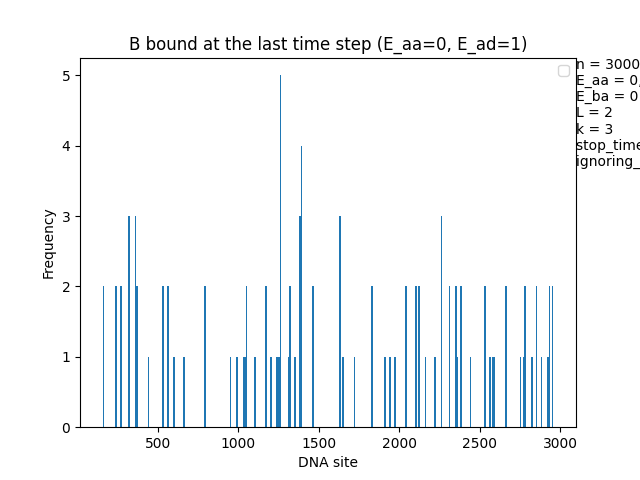 B bound at the last time step (E_aa=0, E_ad=1)
n = 3000
E_aa = 0,
E_ba = 0
L = 2
k = 3
stop_time
ignoring_
Frequency
5
4
3
2
1
0
500
1000
1500
2000
2500
3000
DNA site